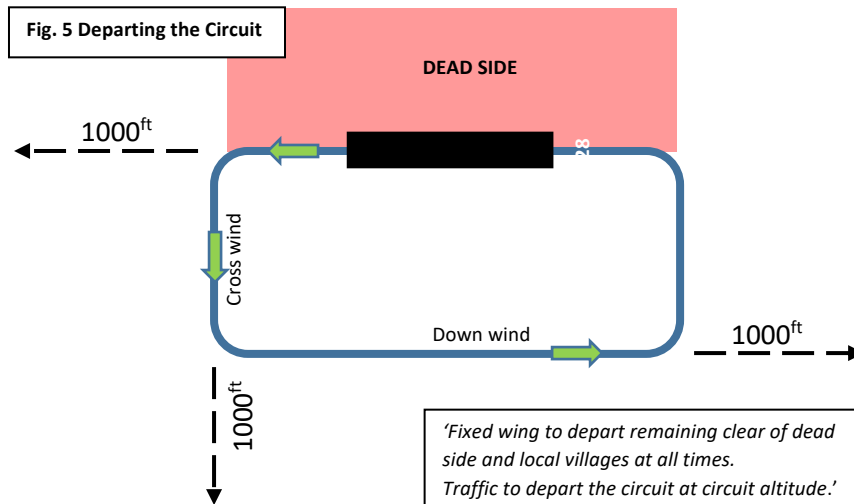 Fig. 5 Departing the Circuit
DEAD SIDE
1000ft
28
Cross wind
Down wind
1000ft
1000ft
‘Fixed wing to depart remaining clear of dead
side and local villages at all times.
Traffic to depart the circuit at circuit altitude.’